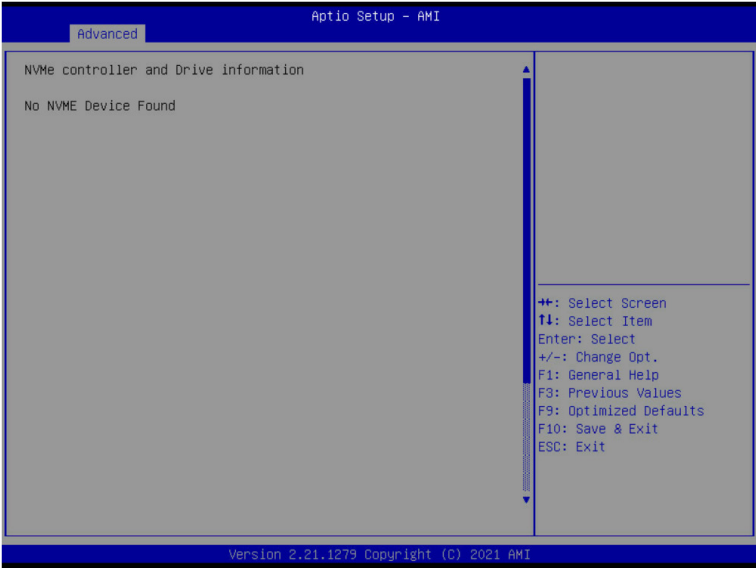 Aptio Setup – AMI
Advanced
NVMe controller and Drive information
No NVME Device Found
→←: Select Screen
↑↓: Select Item
Enter: Select
+/-: Change Opt.
F1: General Help
F3: Previous Values
F9: Optimized Defaults
F10: Save & Exit
ESC: Exit
Version 2.21.1279 Copyright (C) 2021 AMI